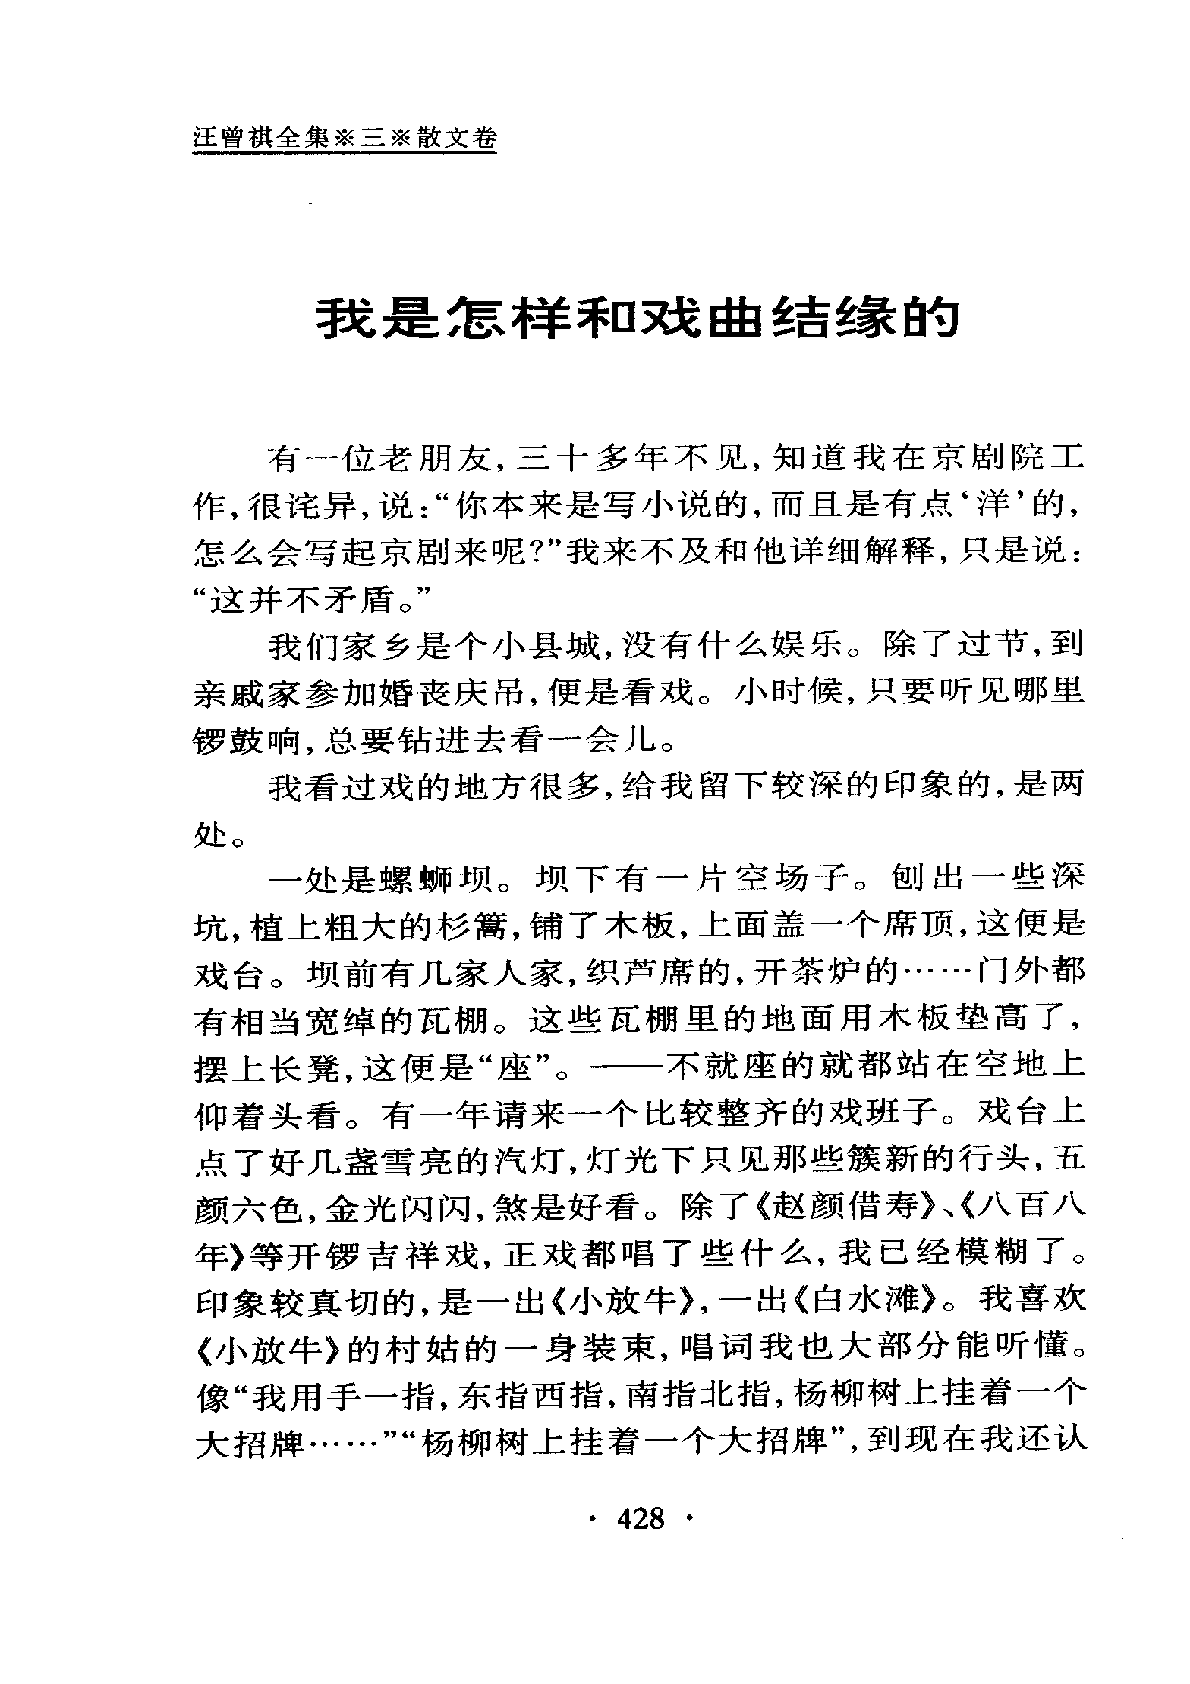 汪曾祺全集※三※散文卷
我是怎样和戏曲结缘的
有一位老朋友,三十多年不见,知道我在京剧院工
作,很诧异,说:“你本来是写小说的,而且是有点‘洋’的,
怎么会写起京剧来呢?”我来不及和他详细解释,只是说:
“这并不矛盾。”
我们家乡是个小县城,没有什么娱乐。除了过节,到
亲戚家参加婚丧庆吊,便是看戏。小时候,只要听见哪里
锣鼓响,总要钻进去看一会儿。
我看过戏的地方很多,给我留下较深的印象的,是两
处。
一处是螺蛳坝。坝下有一片空场子。刨出一些深
坑,植上粗大的杉篙,铺了木板,上面盖一个席顶,这便是
戏台。坝前有几家人家,织芦席的,开茶炉的……门外都
有相当宽绰的瓦棚。这些瓦棚里的地面用木板垫高了,
摆上长凳,这便是“座”。——不就座的就都站在空地上
仰着头看。有一年请来一个比较整齐的戏班子。戏台上
点了好几盏雪亮的汽灯,灯光下只见那些簇新的行头,五
颜六色,金光闪闪,煞是好看。除了《赵颜借寿》、《八百八
年》等开锣吉祥戏,正戏都唱了些什么,我已经模糊了。
印象较真切的,是一出《小放牛》,一出《白水滩》。我喜欢
《小放牛》的村姑的一身装束,唱词我也大部分能听懂。
像“我用手一指,东指西指,南指北指,杨柳树上挂着一个
大招牌……”“杨柳树上挂着一个大招牌”,到现在我还认
· 428 ·